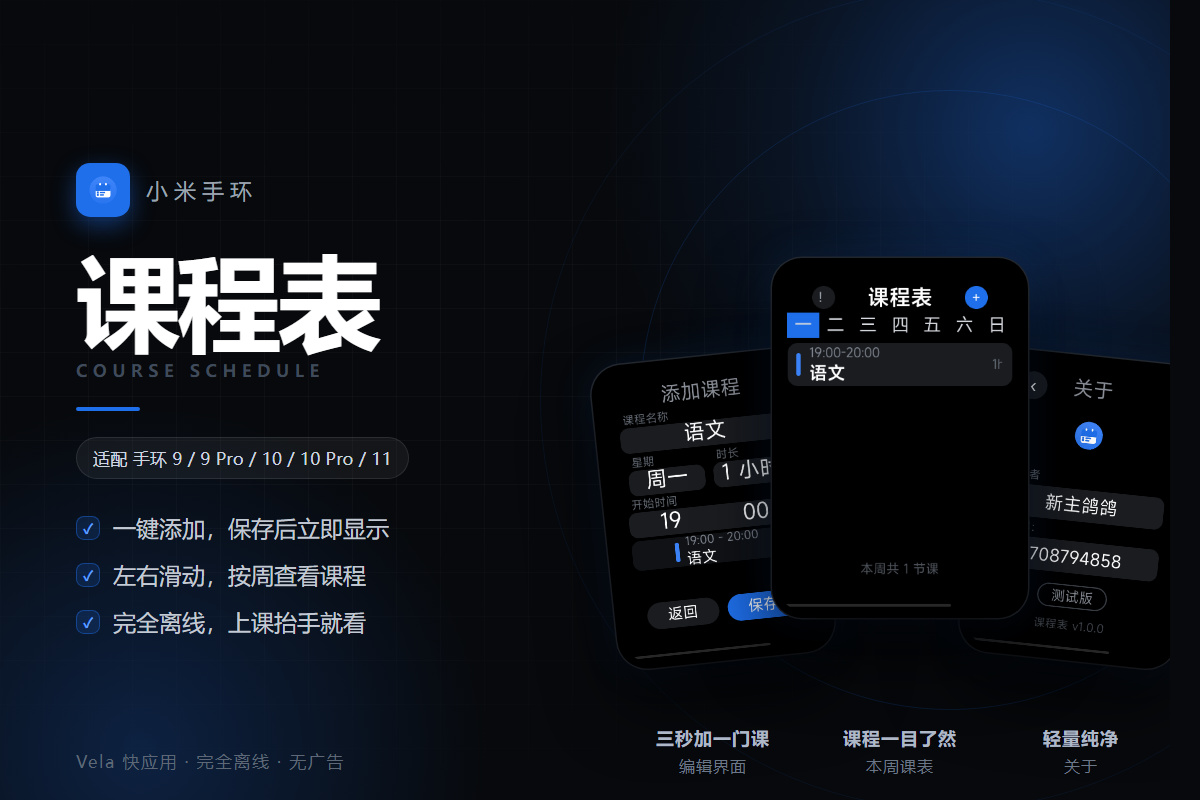 小米手环
课程表
COURSE SCHEDULE
适配 手环 9 / 9 Pro / 10 / 10 Pro / 11
✓ 一键添加，保存后立即显示
✓ 左右滑动，按周查看课程
✓ 完全离线，上课抬手就看
Vela 快应用 · 完全离线 · 无广告
添加课程
课程名称
语文
星期
时长
周一
1 小时
开始时间
19
00
19:00 - 20:00
语文
返回
保存
!
课程表
+
一 二 三 四 五 六 日
19:00-20:00
语文
本周共 1 节课
‹
关于
者
新主鸽鸽
:
708794858
测试版
课程表 v1.0.0
三秒加一门课
编辑界面
课程一目了然
本周课表
轻量纯净
关于